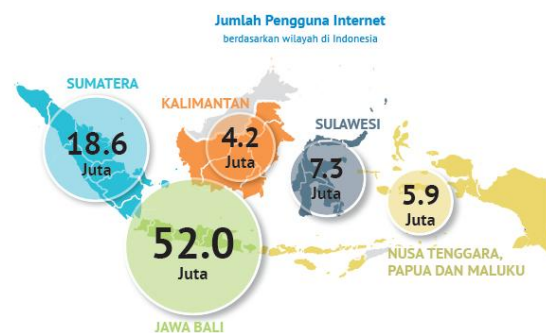 Jumlah Pengguna Internet
berdasarkan wilayah di Indonesia
SUMATERA
18.6
Juta
KALIMANTAN
4.2
Juta
SULAWESI
7.3
Juta
5.9
Juta
NUSA TENGGARA,
PAPUA DAN MALUKU
52.0
Juta
JAWA BALI